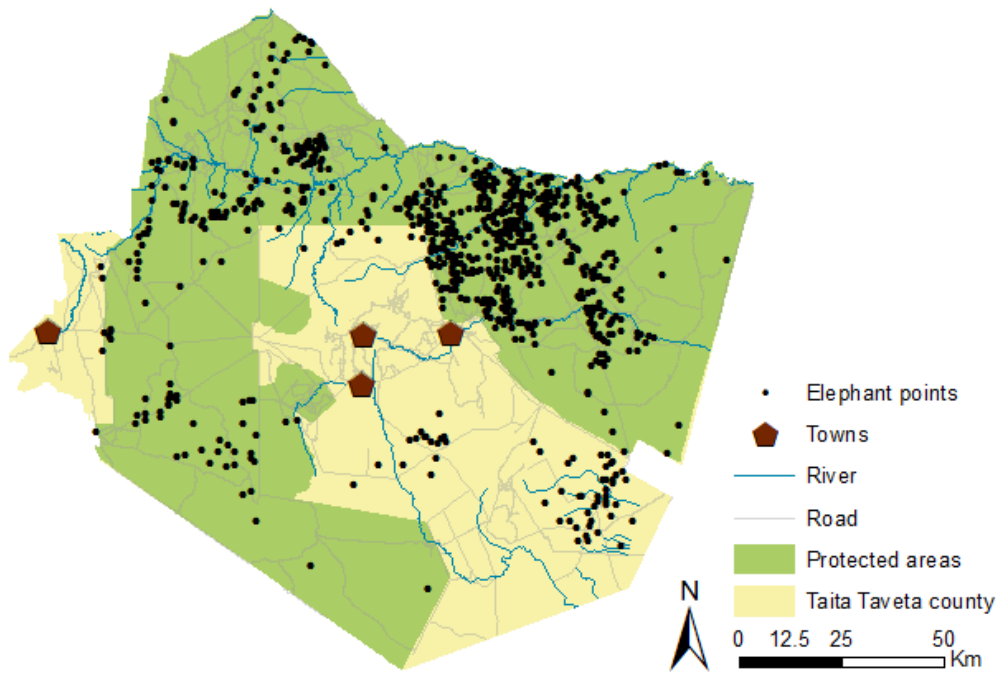 Elephant points
Towns
River
Road
Protected areas
Taita Taveta county
N
0 12.5 25 50
Km